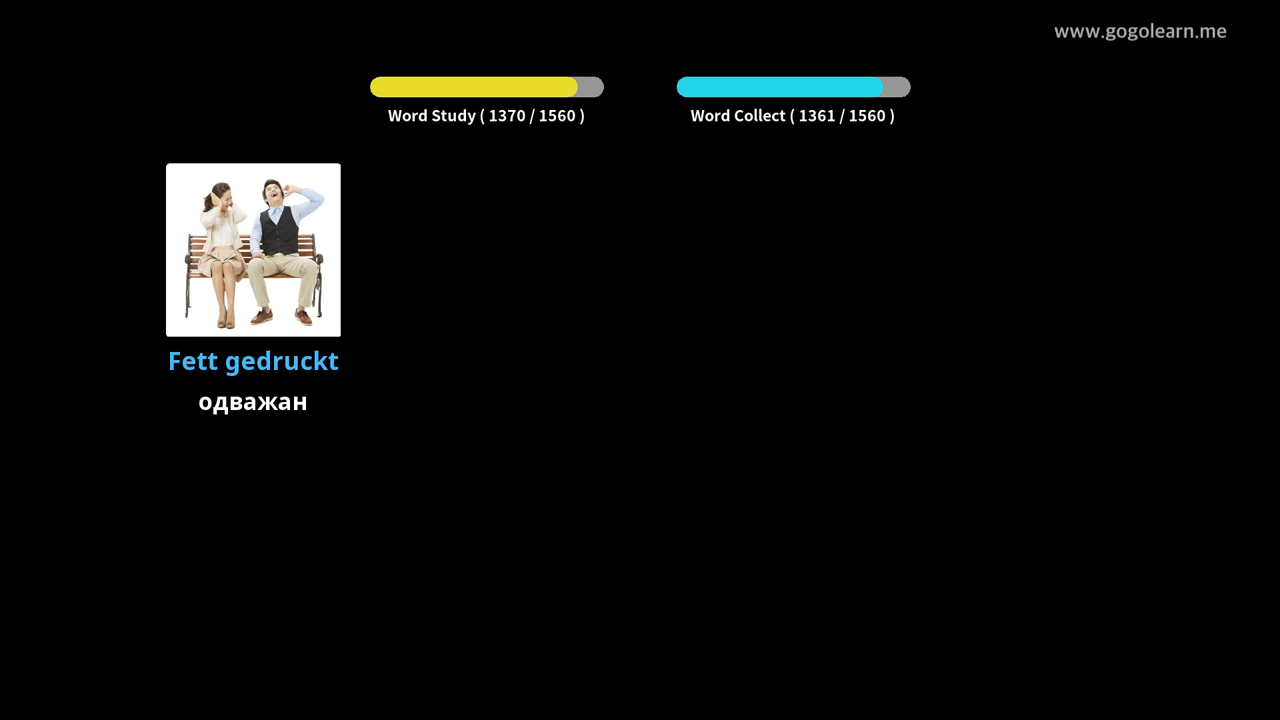 www.gogolearn.me
Word Study ( 1370 / 1560 )
Word Collect ( 1361 / 1560 )
Fett gedruckt
одважан